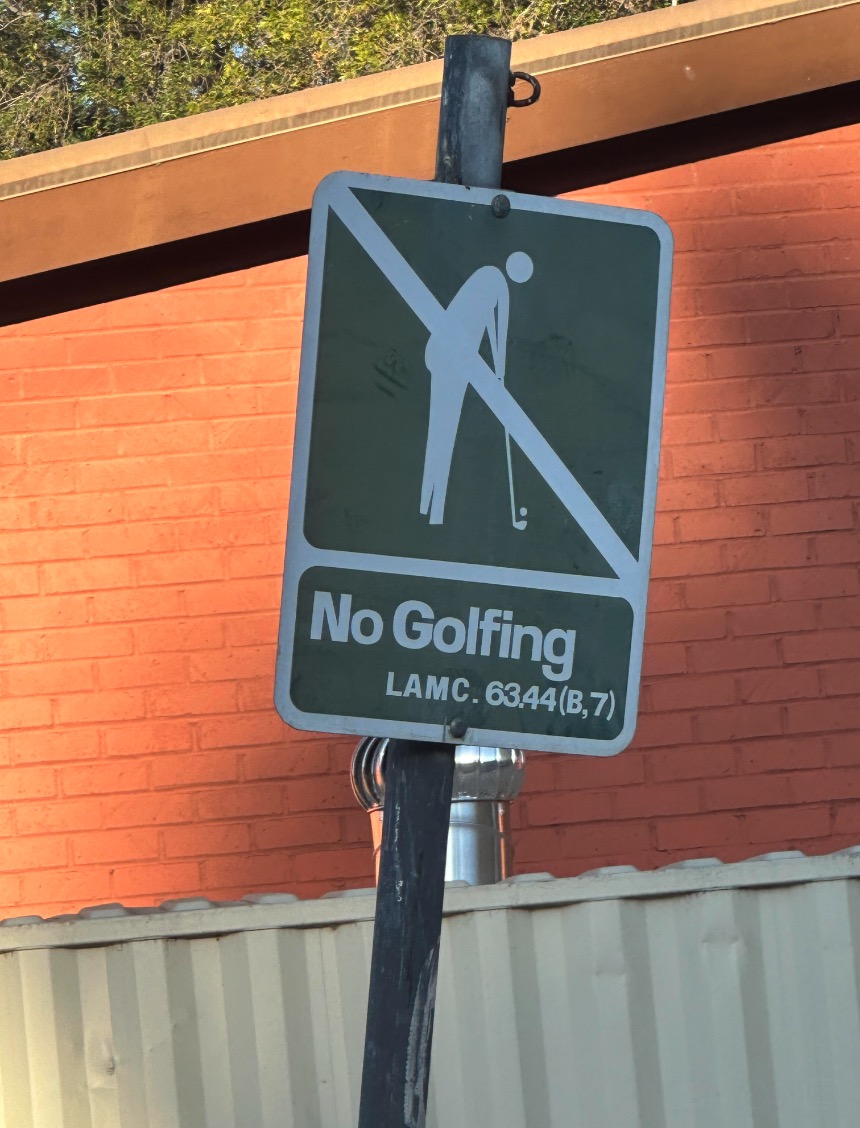 No Golfing
LAMC. 63.44(B,7)